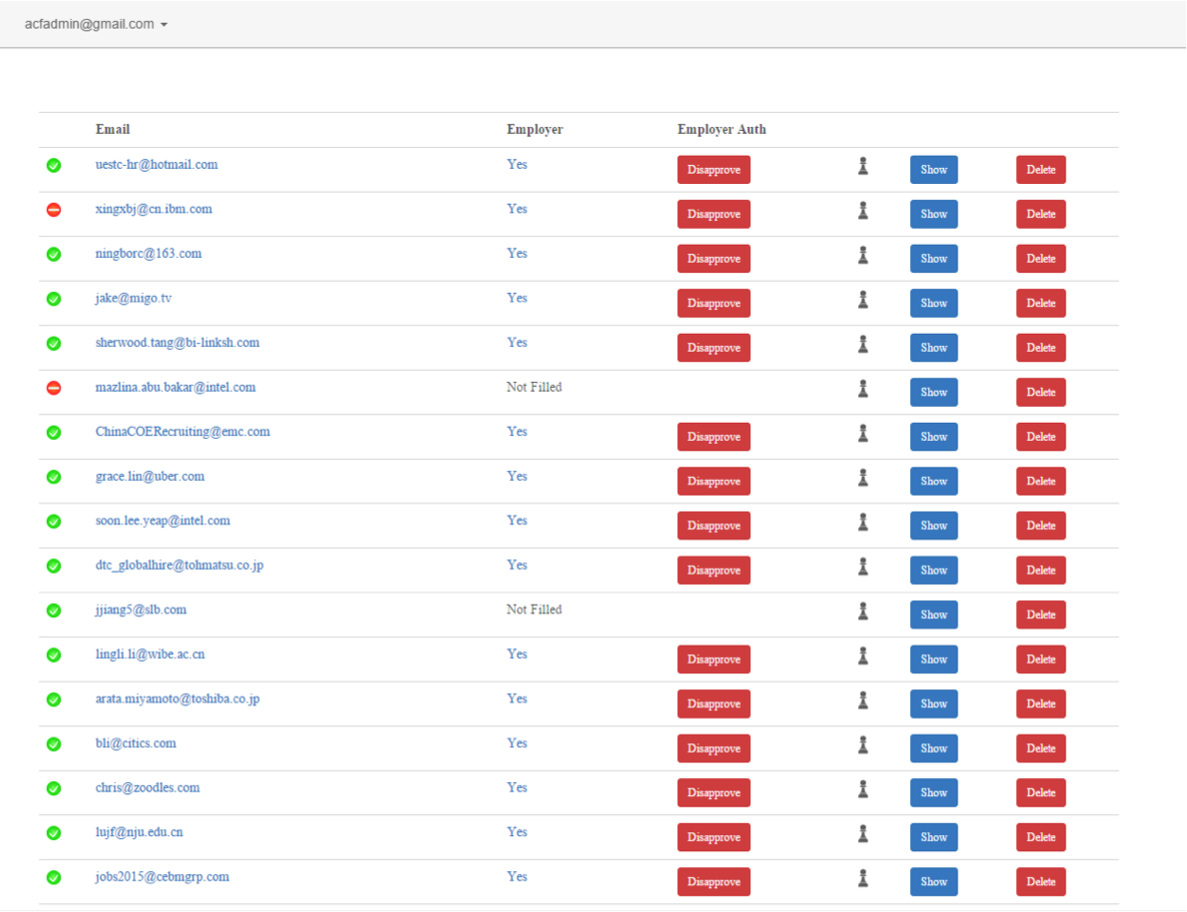 acfadmin@gmail.com
Email Employer Employer Auth
uestc-hr@hotmail.com Yes Disapprove Show Delete
xingxbj@cn.ibm.com Yes Disapprove Show Delete
ningborc@163.com Yes Disapprove Show Delete
jake@migo.tv Yes Disapprove Show Delete
sherwood.tang@bi-linksh.com Yes Disapprove Show Delete
mazlina.abu.bakar@intel.com Not Filled Show Delete
ChinaCOERecruiting@emc.com Yes Disapprove Show Delete
grace.lin@uber.com Yes Disapprove Show Delete
soon.lee.yeap@intel.com Yes Disapprove Show Delete
dtc_globalhire@tohmatsu.co.jp Yes Disapprove Show Delete
jjiang5@slb.com Not Filled Show Delete
lingli.li@wibe.ac.cn Yes Disapprove Show Delete
arata.miyamoto@toshiba.co.jp Yes Disapprove Show Delete
bli@citics.com Yes Disapprove Show Delete
chris@zoodles.com Yes Disapprove Show Delete
lujf@nju.edu.cn Yes Disapprove Show Delete
jobs2015@cebmgrp.com Yes Disapprove Show Delete